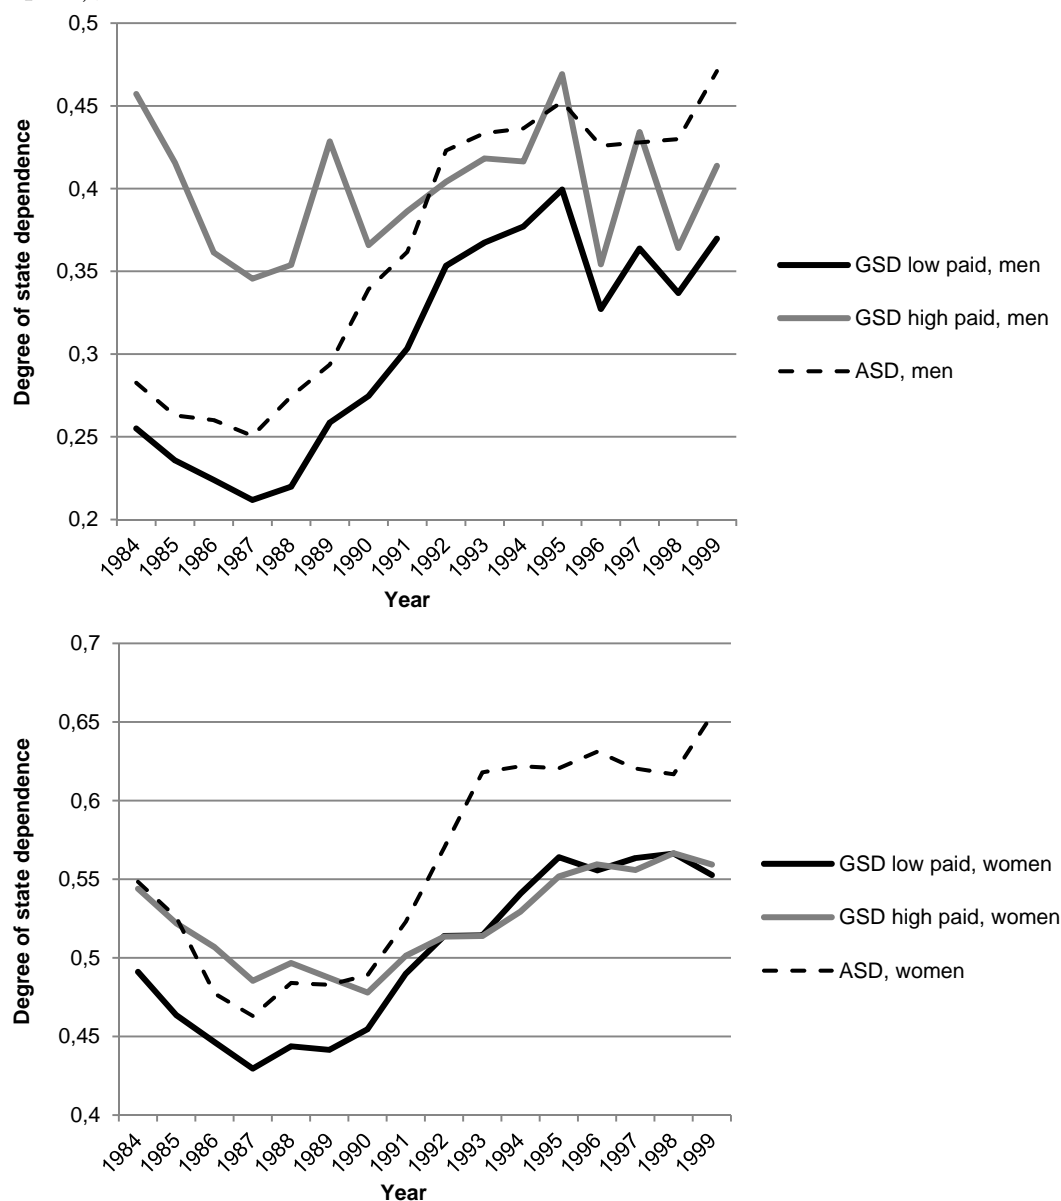 0,5
0,45
0,4
0,35
0,3
0,25
0,2
Degree of state dependence
1984 1985 1986 1987 1988 1989 1990 1991 1992 1993 1994 1995 1996 1997 1998 1999
Year
GSD low paid, men
GSD high paid, men
ASD, men
0,7
0,65
0,6
0,55
0,5
0,45
0,4
Degree of state dependence
1984 1985 1986 1987 1988 1989 1990 1991 1992 1993 1994 1995 1996 1997 1998 1999
Year
GSD low paid, women
GSD high paid, women
ASD, women